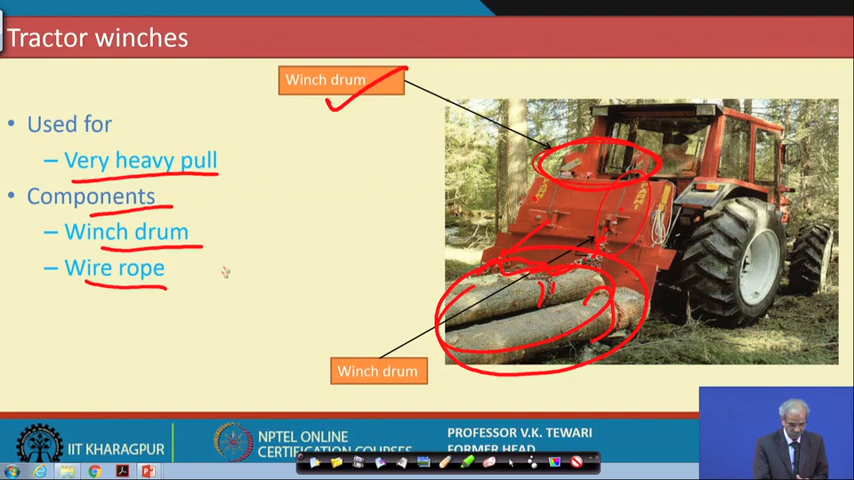 Tractor winches
Winch drum
• Used for
– Very heavy pull
• Components
– Winch drum
– Wire rope
Winch drum
IIT KHARAGPUR
NPTEL ONLINE
CERTIFICATION COURSES
PROFESSOR V.K. TEWARI
FORMER HEAD